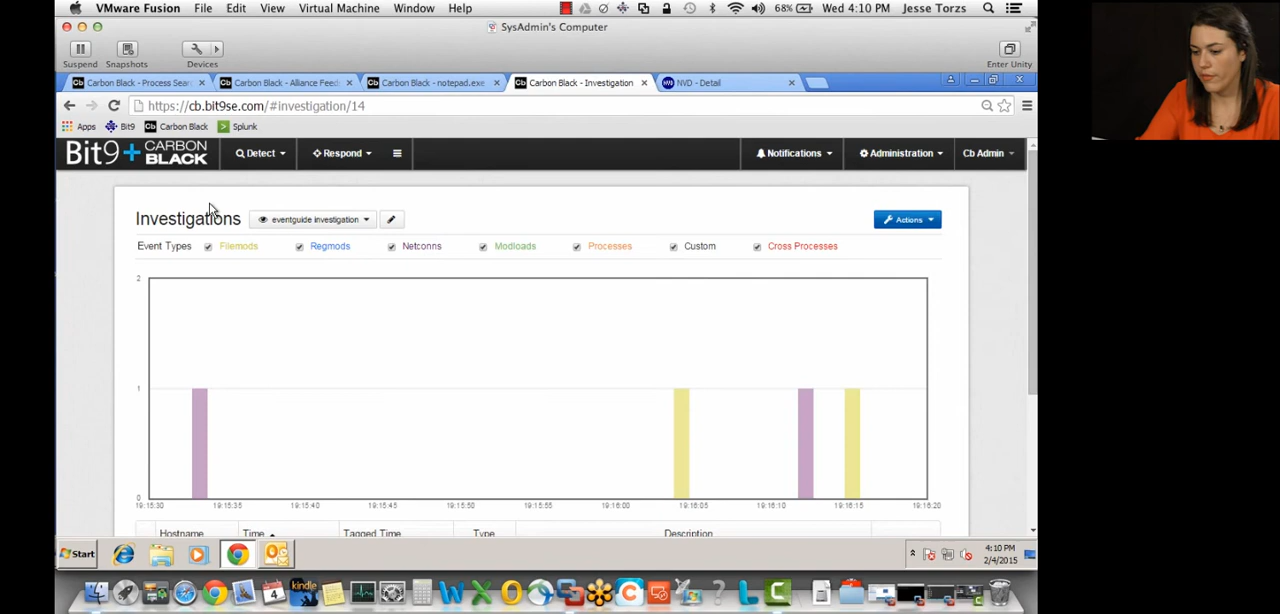 VMware Fusion File Edit View Virtual Machine Window Help 68% Wed 4:10 PM Jesse Torzs
SysAdmin's Computer
Suspend Snapshots Devices Enter Unity
Carbon Black - Process Sear Carbon Black - Alliance Feed: Carbon Black - notepad.exe Carbon Black - Investigation NVD - Detail
https://cb.bit9se.com/#investigation/14
Apps Bit9 Cb Carbon Black Splunk
Bit9 + CARBON BLACK Detect Respond Notifications Administration Cb Admin
Investigations eventguide investigation Actions
Event Types Filemods Regmods Netconns Modloads Processes Custom Cross Processes
2
1
0
19:15:30 19:15:35 19:15:40 19:15:45 19:15:50 19:15:55 19:16:00 19:16:05 19:16:10 19:16:15 19:16:20
Hostname Time Tagged Time Type Description
Start 4:10 PM
2/4/2015